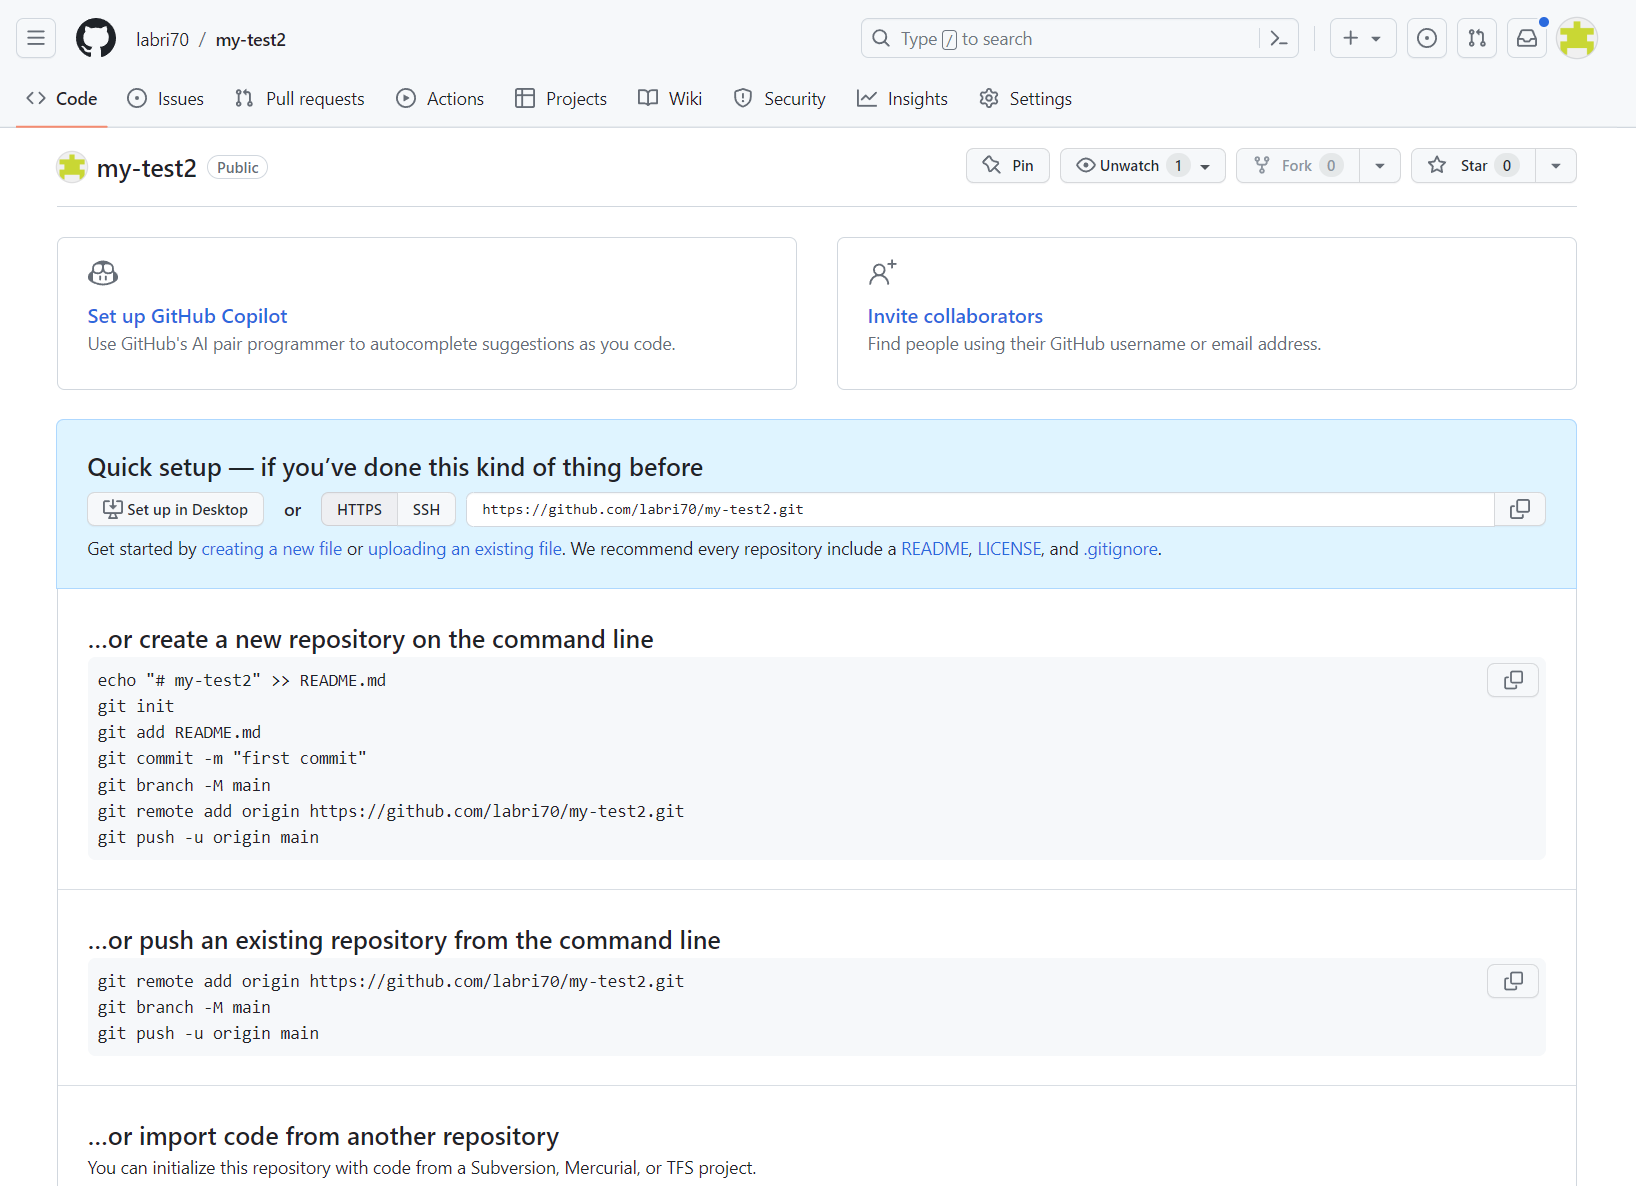 labri70 / my-test2
Type / to search
Code Issues Pull requests Actions Projects Wiki Security Insights Settings
my-test2 Public
Pin Unwatch 1 Fork 0 Star 0
Set up GitHub Copilot
Use GitHub's AI pair programmer to autocomplete suggestions as you code.
Invite collaborators
Find people using their GitHub username or email address.
Quick setup — if you’ve done this kind of thing before
Set up in Desktop or HTTPS SSH https://github.com/labri70/my-test2.git
Get started by creating a new file or uploading an existing file. We recommend every repository include a README, LICENSE, and .gitignore.
…or create a new repository on the command line
echo "# my-test2" >> README.md
git init
git add README.md
git commit -m "first commit"
git branch -M main
git remote add origin https://github.com/labri70/my-test2.git
git push -u origin main
…or push an existing repository from the command line
git remote add origin https://github.com/labri70/my-test2.git
git branch -M main
git push -u origin main
…or import code from another repository
You can initialize this repository with code from a Subversion, Mercurial, or TFS project.